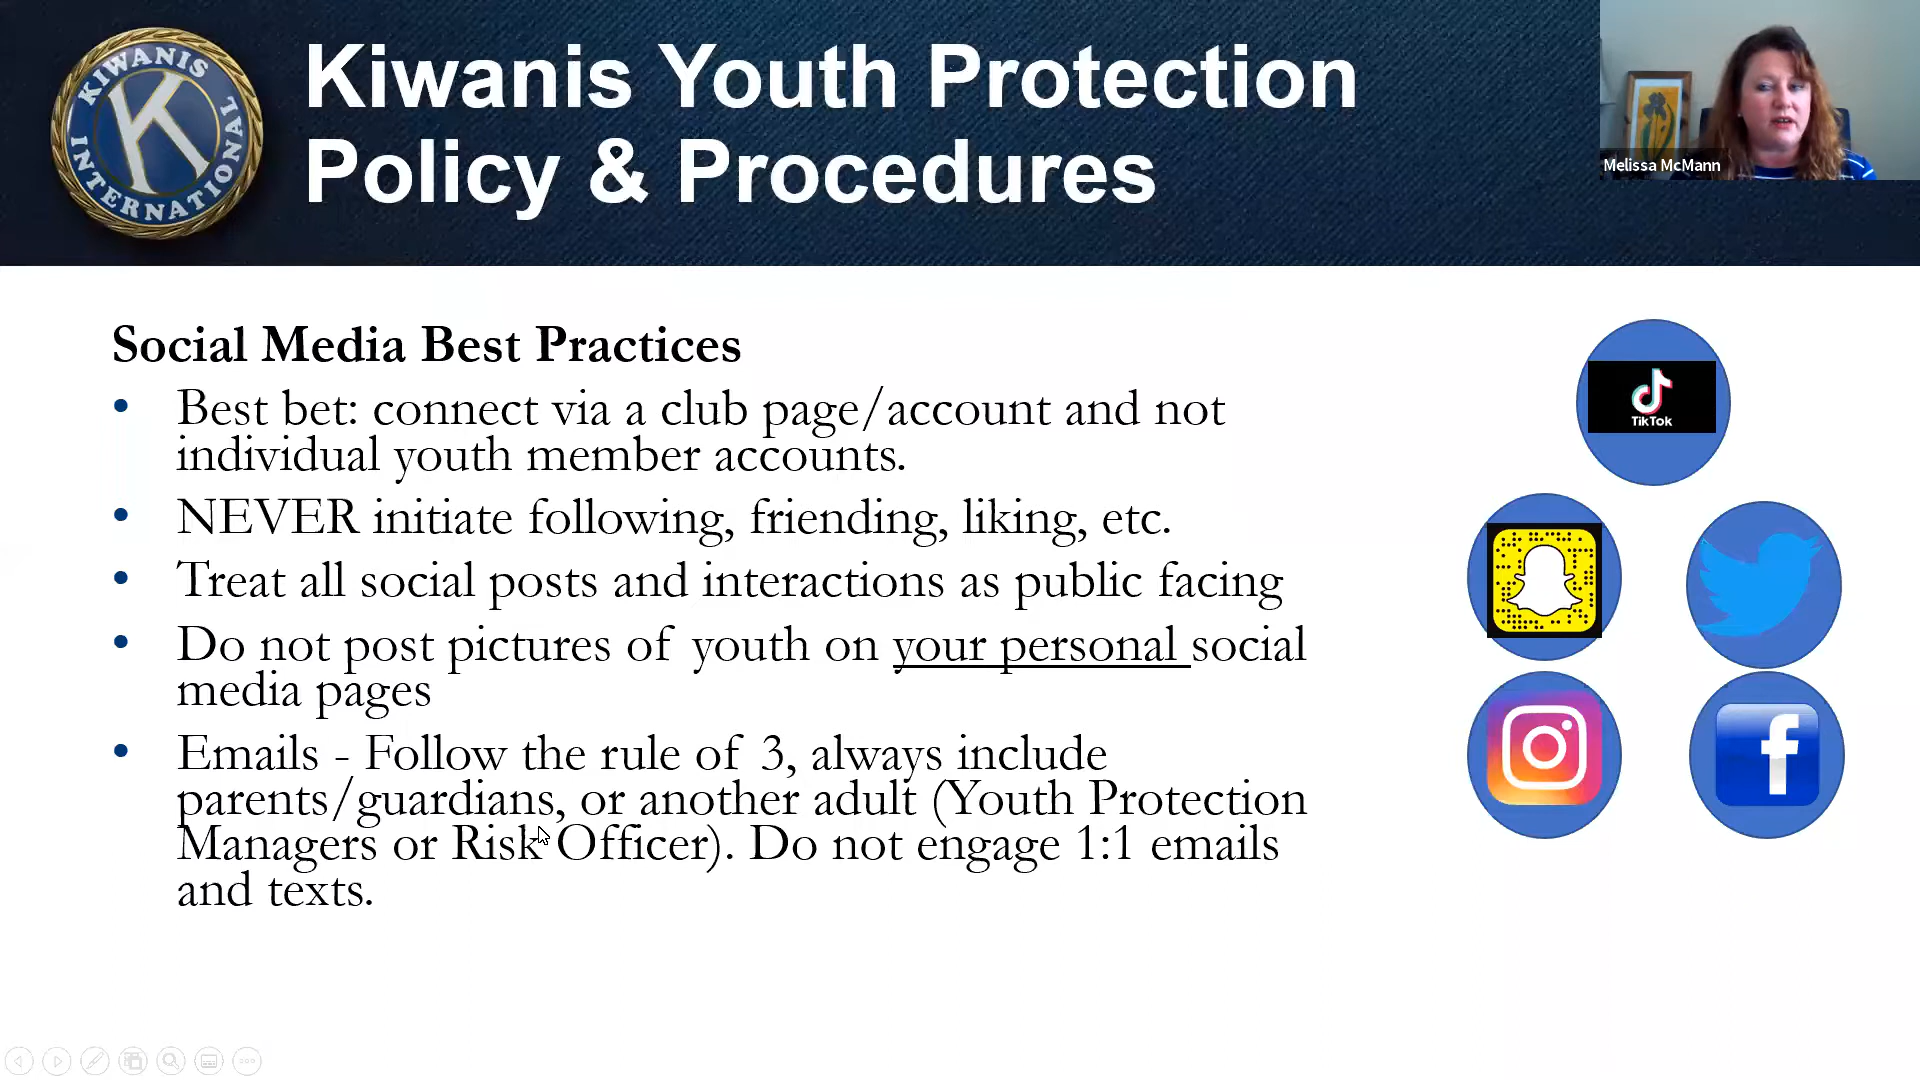 KIWANIS
K
INTERNATIONAL
Kiwanis Youth Protection
Policy & Procedures
Melissa McMann
Social Media Best Practices
• Best bet: connect via a club page/account and not
individual youth member accounts.
• NEVER initiate following, friending, liking, etc.
• Treat all social posts and interactions as public facing
• Do not post pictures of youth on your personal social
media pages
• Emails - Follow the rule of 3, always include
parents/guardians, or another adult (Youth Protection
Managers or Risk Officer). Do not engage 1:1 emails
and texts.
TikTok
f